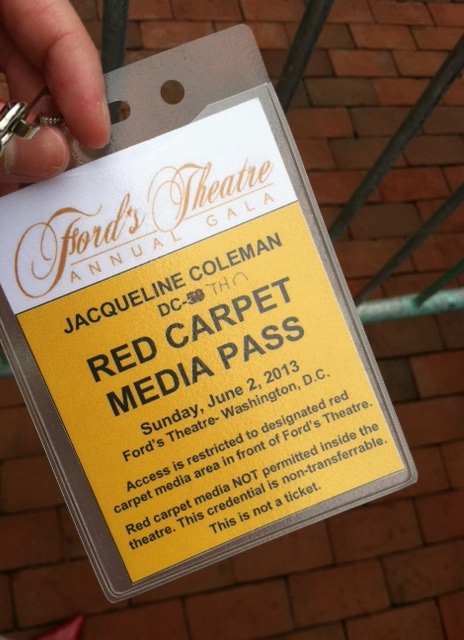 Ford's Theatre
ANNUAL GALA
JACQUELINE COLEMAN
DC-
RED CARPET
MEDIA PASS
Sunday, June 2, 2013
Ford's Theatre- Washington, D.C.
Access is restricted to designated red
carpet media area in front of Ford's Theatre.
Red carpet media NOT permitted inside the
theatre. This credential is non-transferrable.
This is not a ticket.